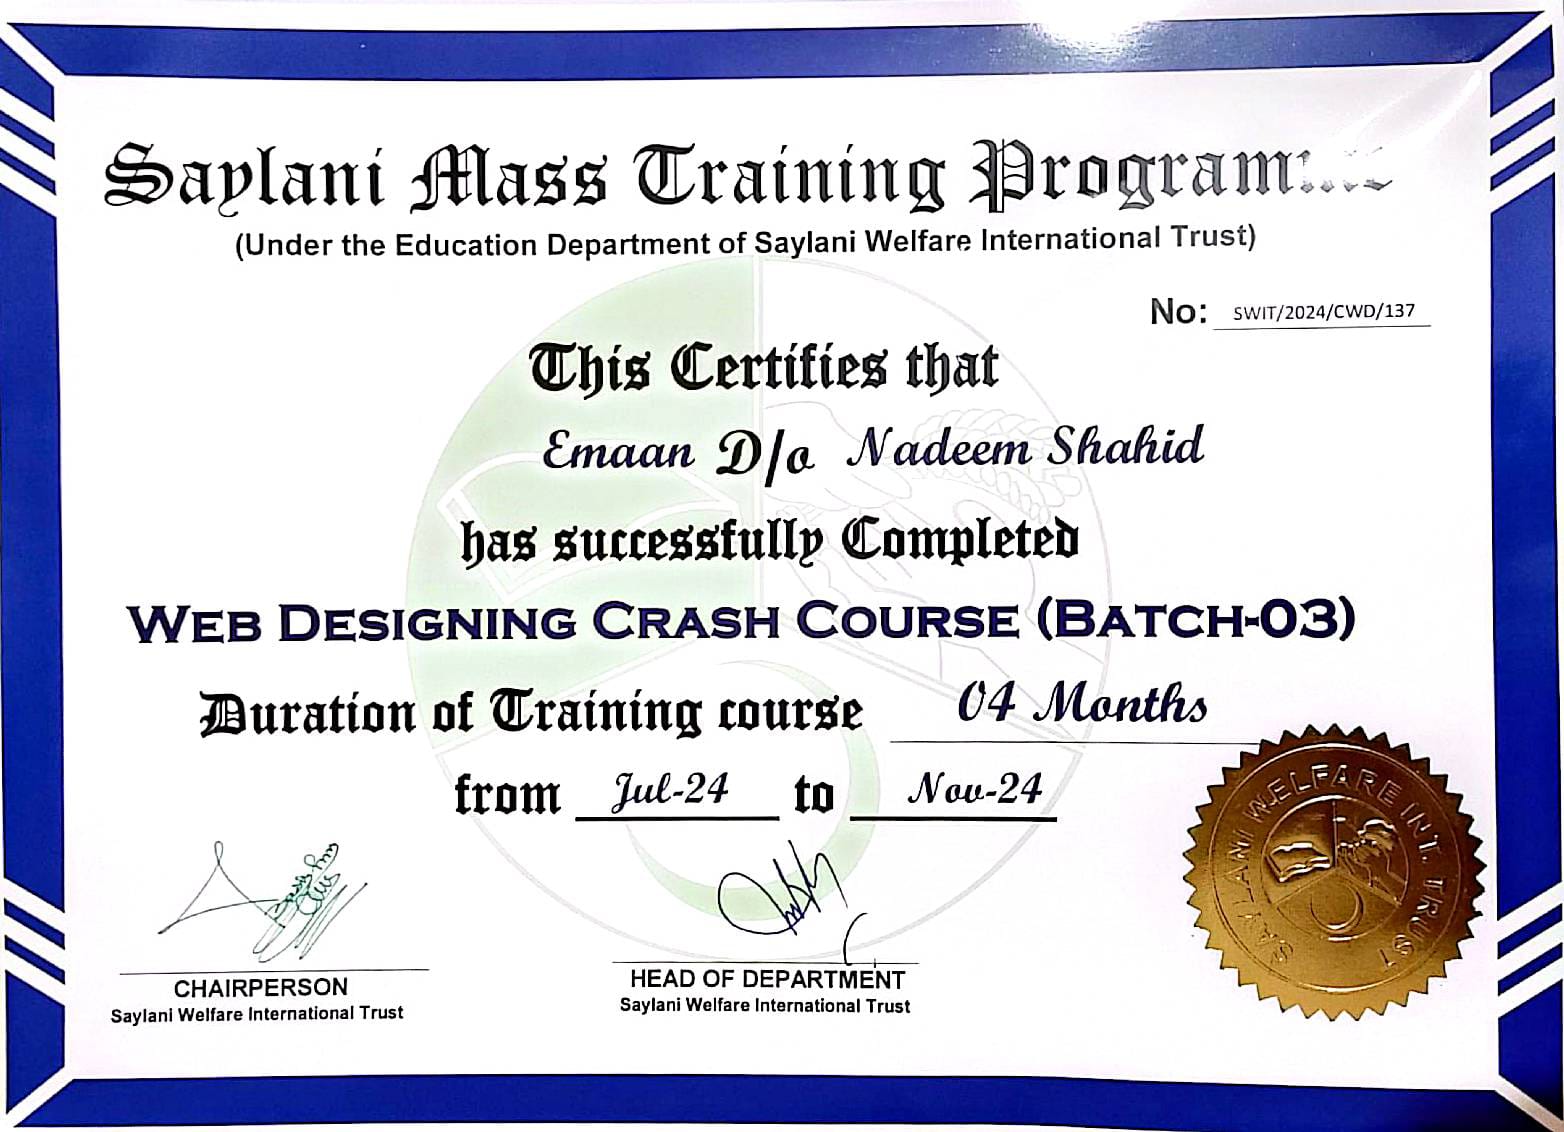 Saylani Mass Training Programme
(Under the Education Department of Saylani Welfare International Trust)
No: SWIT/2024/CWD/137
This Certifies that
Emaan D/o Nadeem Shahid
has successfully Completed
WEB DESIGNING CRASH COURSE (BATCH-03)
Duration of Training course 04 Months
from Jul-24 to Nov-24
CHAIRPERSON
Saylani Welfare International Trust
HEAD OF DEPARTMENT
Saylani Welfare International Trust
SAYLANI WELFARE INT. TRUST